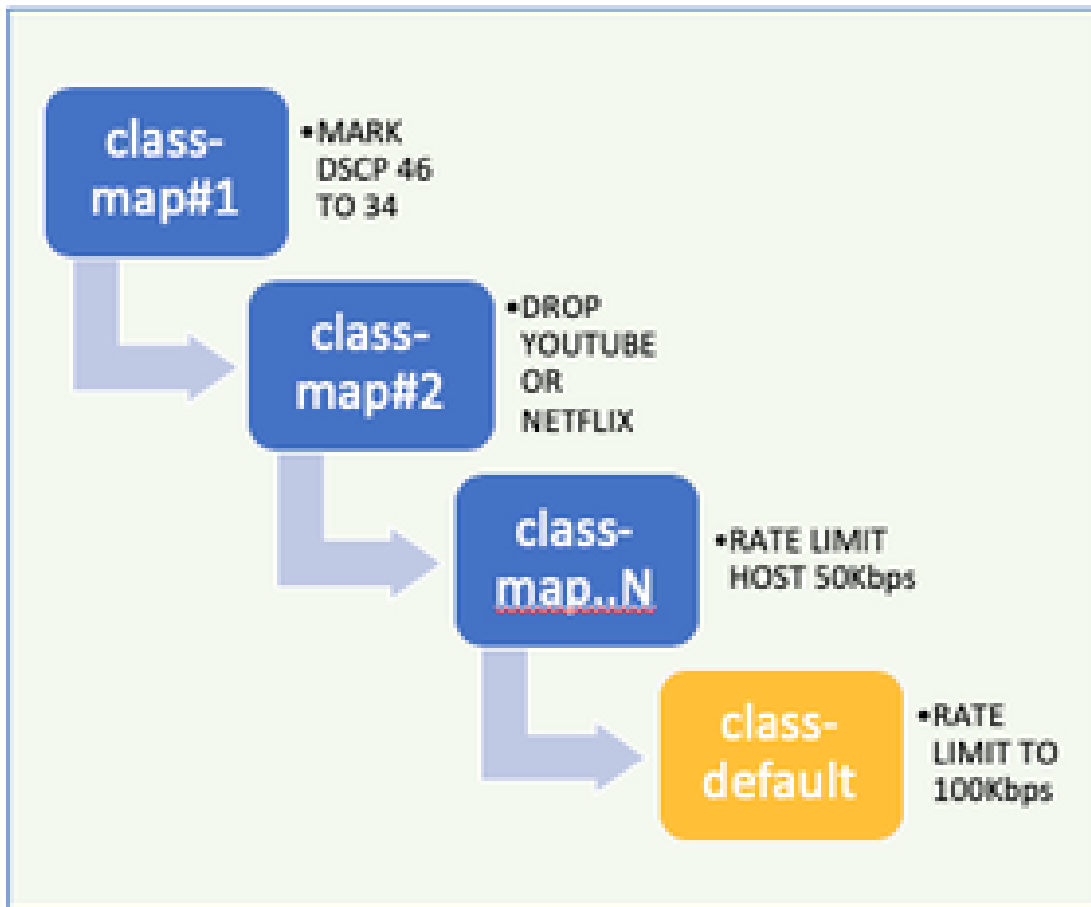 class-
map#1
•MARK
DSCP 46
TO 34
class-
map#2
•DROP
YOUTUBE
OR
NETFLIX
class-
map..N
•RATE LIMIT
HOST 50Kbps
class-
default
•RATE
LIMIT TO
100Kbps